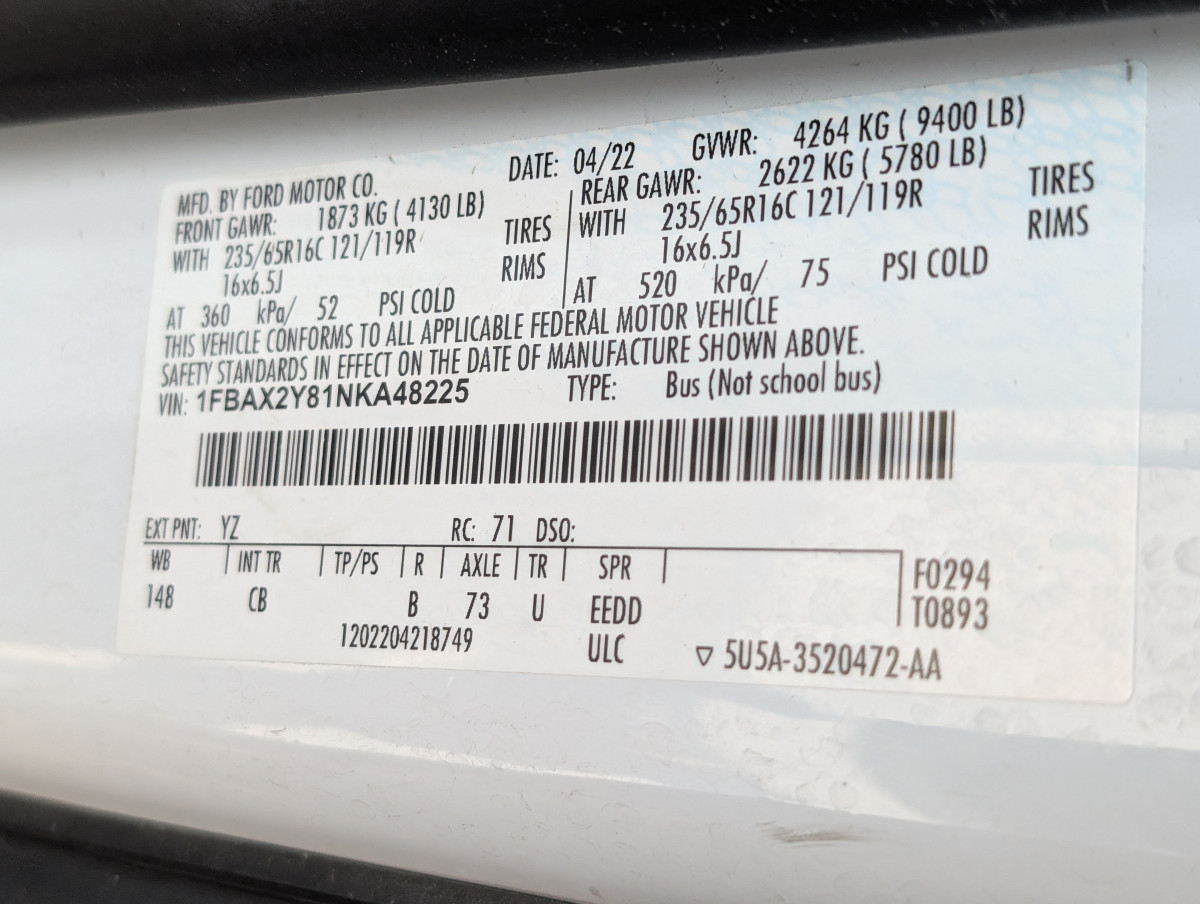 MFD. BY FORD MOTOR CO. DATE: 04/22 GVWR: 4264 KG ( 9400 LB)
FRONT GAWR: 1873 KG ( 4130 LB) REAR GAWR: 2622 KG ( 5780 LB)
WITH 235/65R16C 121/119R TIRES WITH 235/65R16C 121/119R TIRES
16x6.5J RIMS 16x6.5J RIMS
AT 360 kPa/ 52 PSI COLD AT 520 kPa/ 75 PSI COLD
THIS VEHICLE CONFORMS TO ALL APPLICABLE FEDERAL MOTOR VEHICLE
SAFETY STANDARDS IN EFFECT ON THE DATE OF MANUFACTURE SHOWN ABOVE.
VIN: 1FBAX2Y81NKA48225 TYPE: Bus (Not school bus)
EXT PNT: YZ RC: 71 DSO:
WB INT TR TP/PS R AXLE TR SPR F0294
148 CB B 73 U EEDD T0893
1202204218749 ULC ▽ 5U5A-3520472-AA